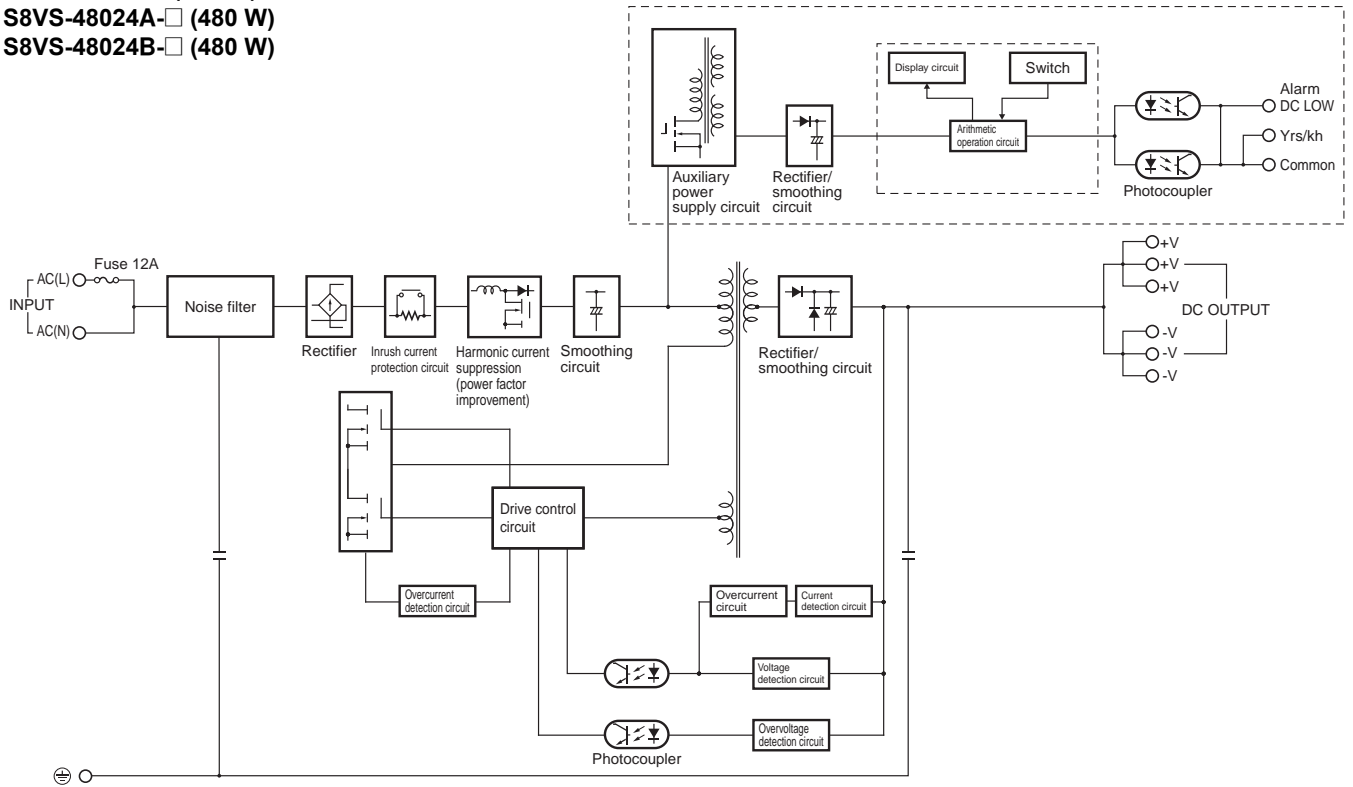 S8VS-48024A-□ (480 W)
S8VS-48024B-□ (480 W)
Display circuit
Switch
Arithmetic
operation circuit
Alarm
DC LOW
Yrs/kh
Common
Photocoupler
Auxiliary
power
supply circuit
Rectifier/
smoothing
circuit
INPUT
AC(L)
Fuse 12A
AC(N)
Noise filter
Rectifier
Inrush current
protection circuit
Harmonic current
suppression
(power factor
improvement)
Smoothing
circuit
Rectifier/
smoothing circuit
+V
+V
+V
DC OUTPUT
-V
-V
-V
Drive control
circuit
Overcurrent
detection circuit
Overcurrent
circuit
Current
detection circuit
Voltage
detection circuit
Overvoltage
detection circuit
Photocoupler